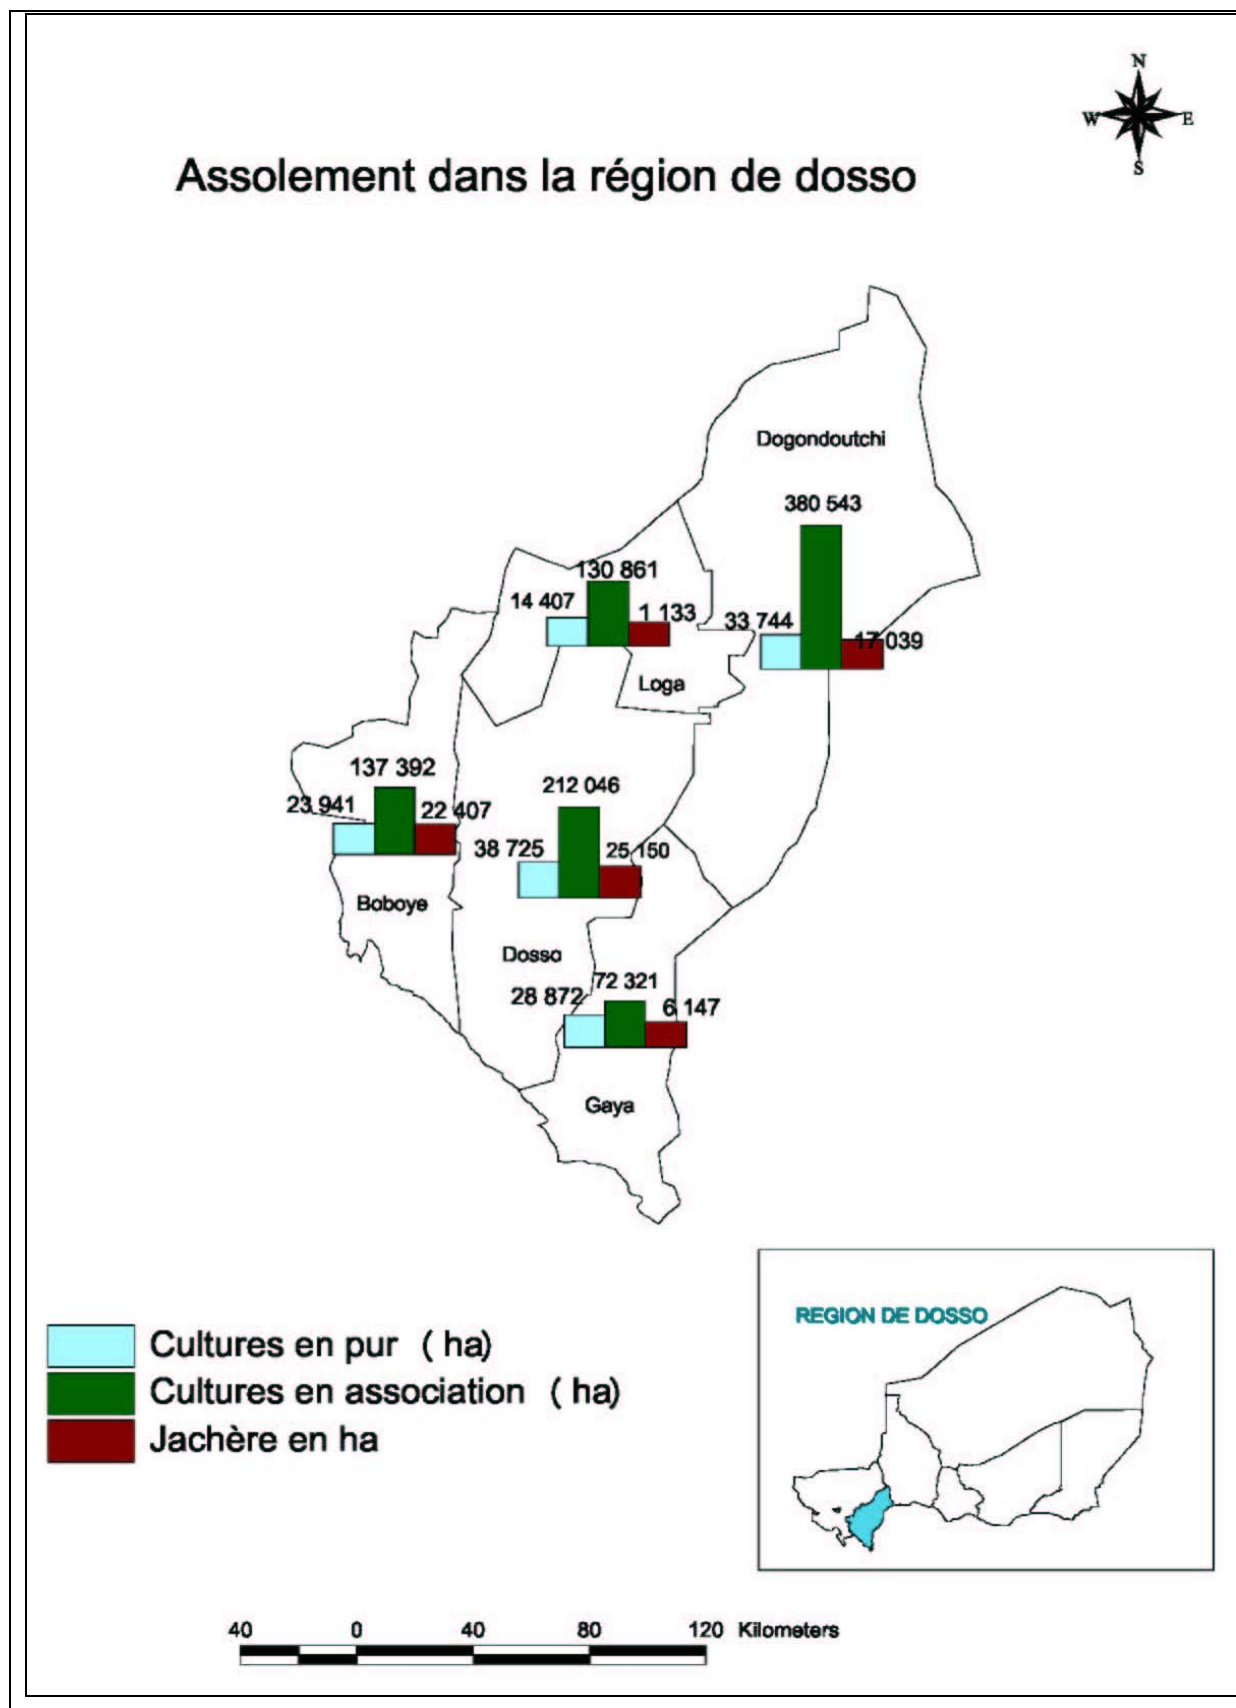 N
W E
S
Assolement dans la région de dosso
Dogondoutchi
380 543
130 861
14 407
1 133
33 744
17 039
Loga
137 392
212 046
23 941
22 407
38 725
25 150
Boboye
Dosso
72 321
28 872
6 147
Gaya
REGION DE DOSSO
Cultures en pur ( ha)
Cultures en association ( ha)
Jachère en ha
40 0 40 80 120 Kilometers